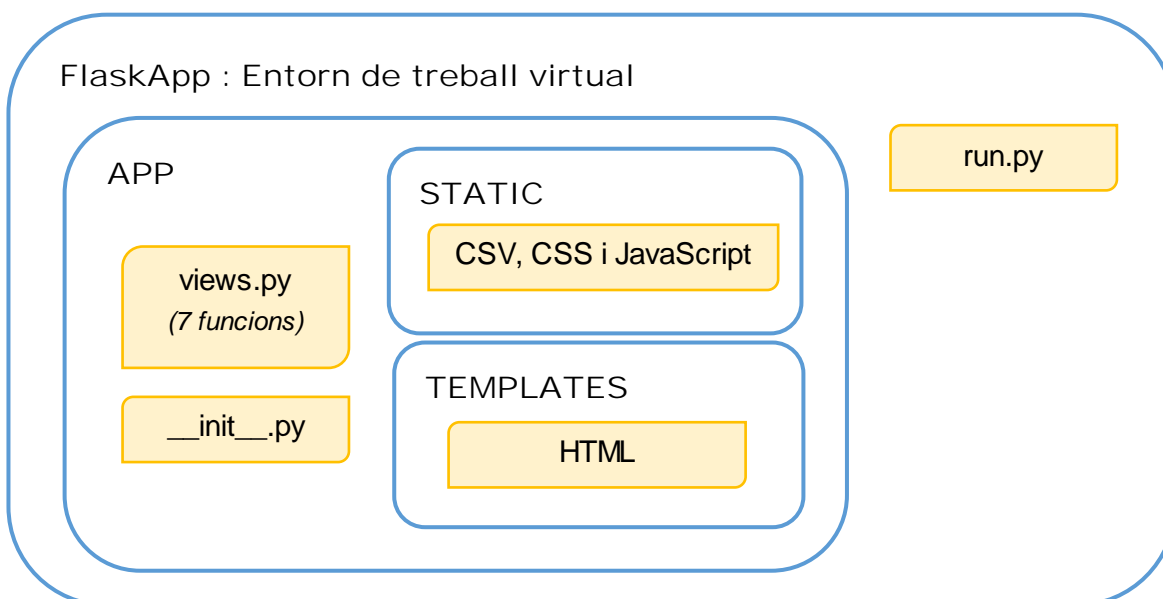 FlaskApp : Entorn de treball virtual
APP
views.py
(7 funcions)
__init__.py
STATIC
CSV, CSS i JavaScript
TEMPLATES
HTML
run.py